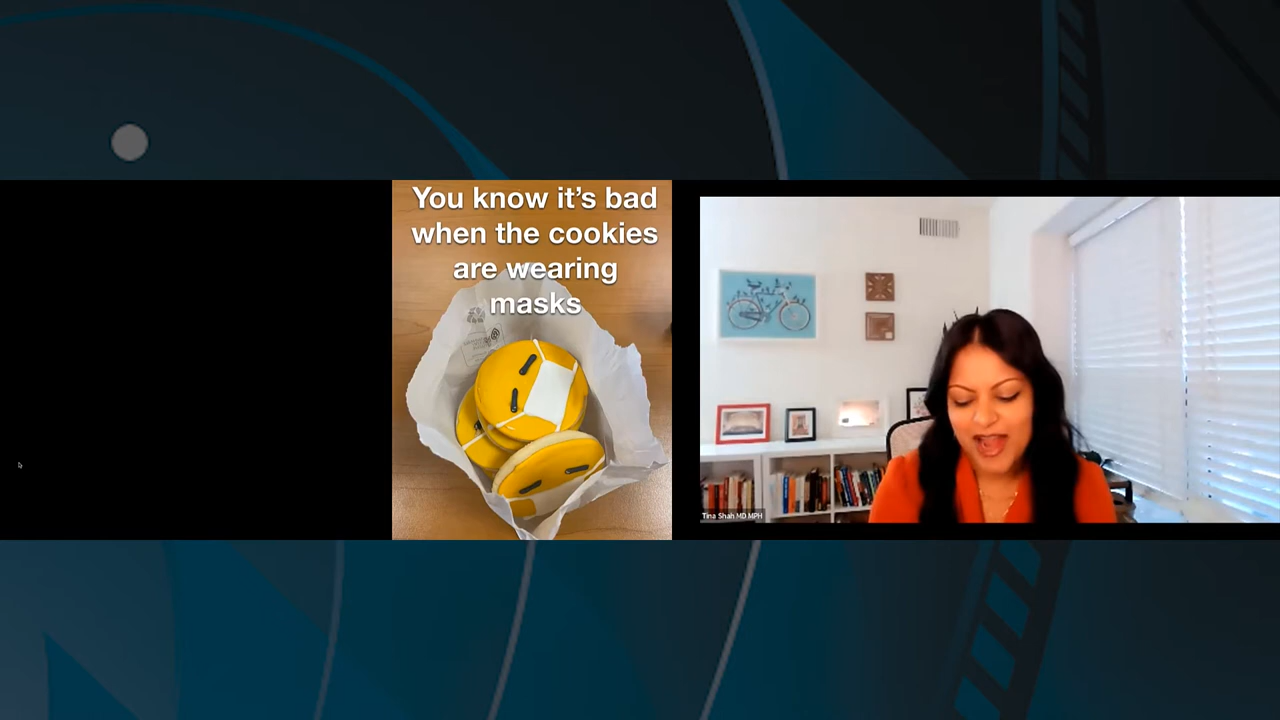 You know it's bad
when the cookies
are wearing
masks
Tina Shah MD MPH